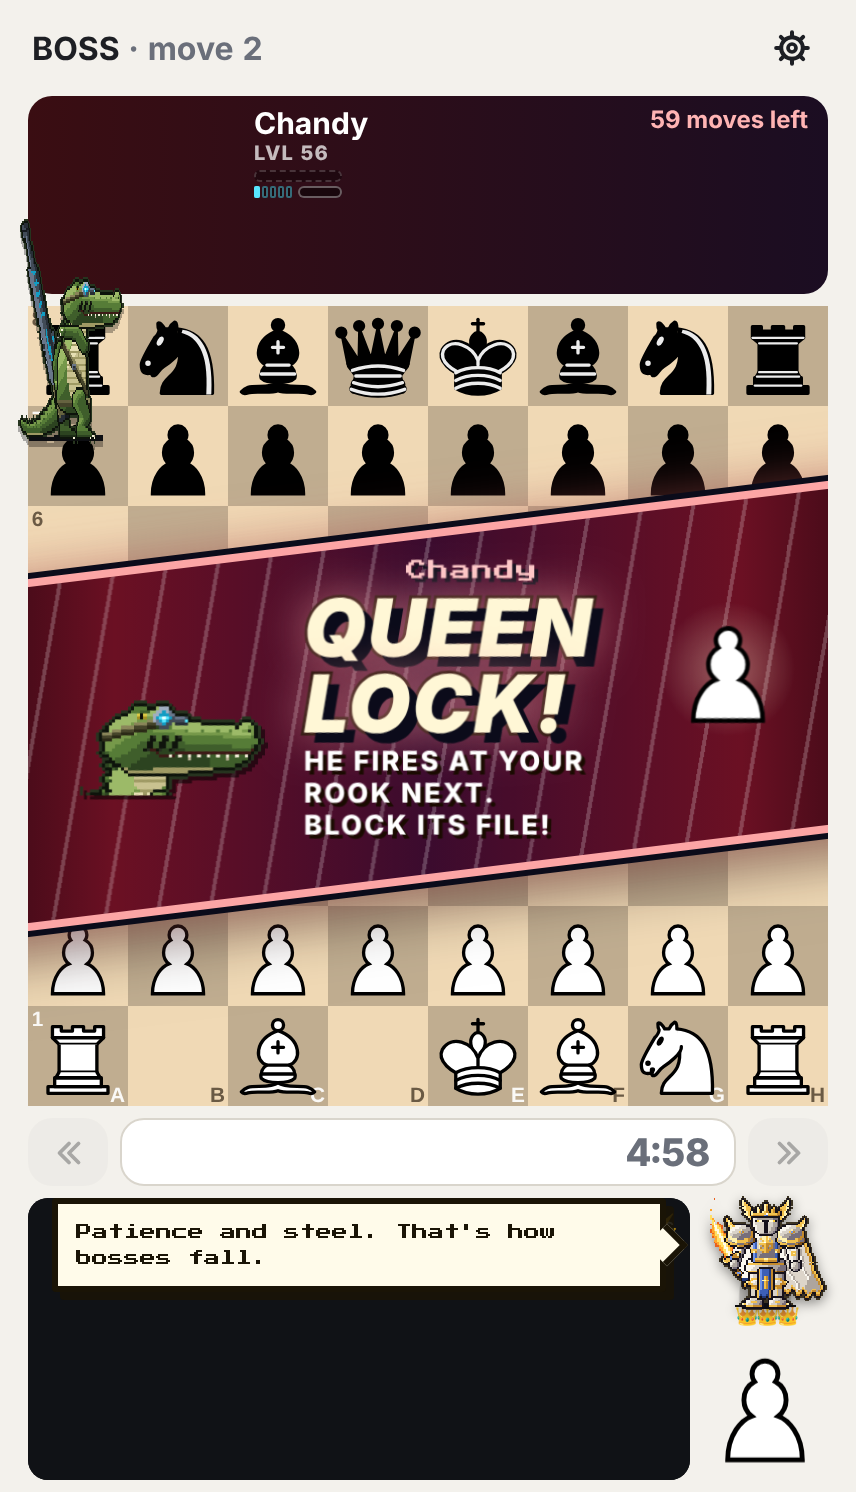 BOSS · move 2
Chandy
59 moves left
LVL 56
6
Chandy
QUEEN
LOCK!
HE FIRES AT YOUR
ROOK NEXT.
BLOCK ITS FILE!
1
A B C D E F G H
4:58
Patience and steel. That's how
bosses fall.